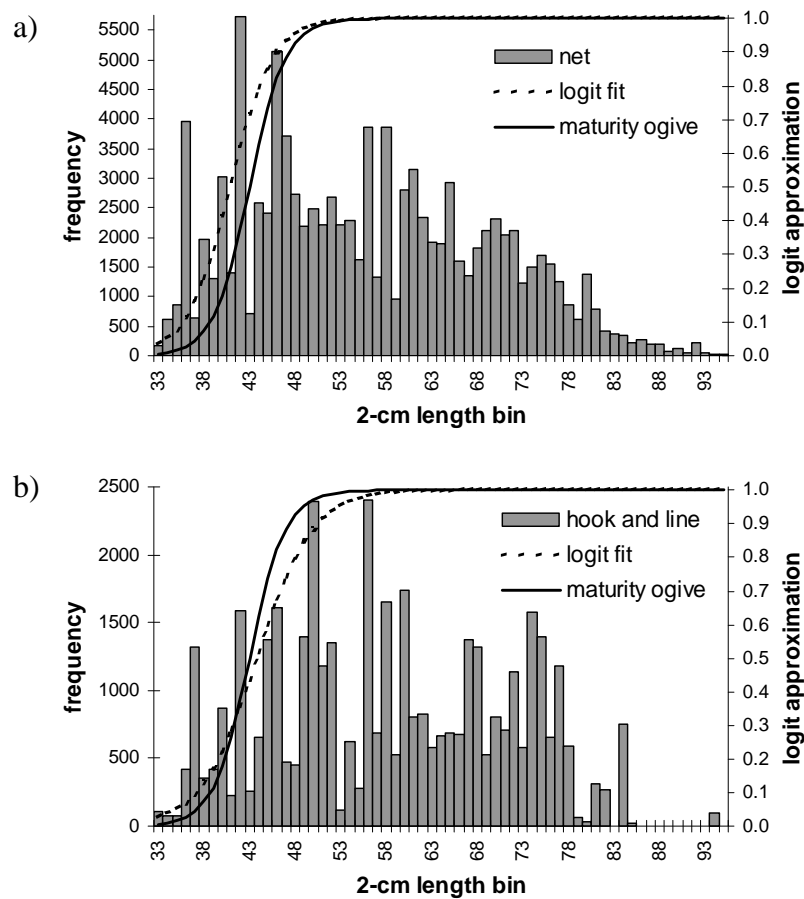 a)
frequency
5500
5000
4500
4000
3500
3000
2500
2000
1500
1000
500
0
net
logit fit
maturity ogive
1.0
0.9
0.8
0.7
0.6
0.5
0.4
0.3
0.2
0.1
0.0
logit approximation
33 38 43 48 53 58 63 68 73 78 83 88 93
2-cm length bin
b)
frequency
2500
2000
1500
1000
500
0
hook and line
logit fit
maturity ogive
1.0
0.9
0.8
0.7
0.6
0.5
0.4
0.3
0.2
0.1
0.0
logit approximation
33 38 43 48 53 58 63 68 73 78 83 88 93
2-cm length bin